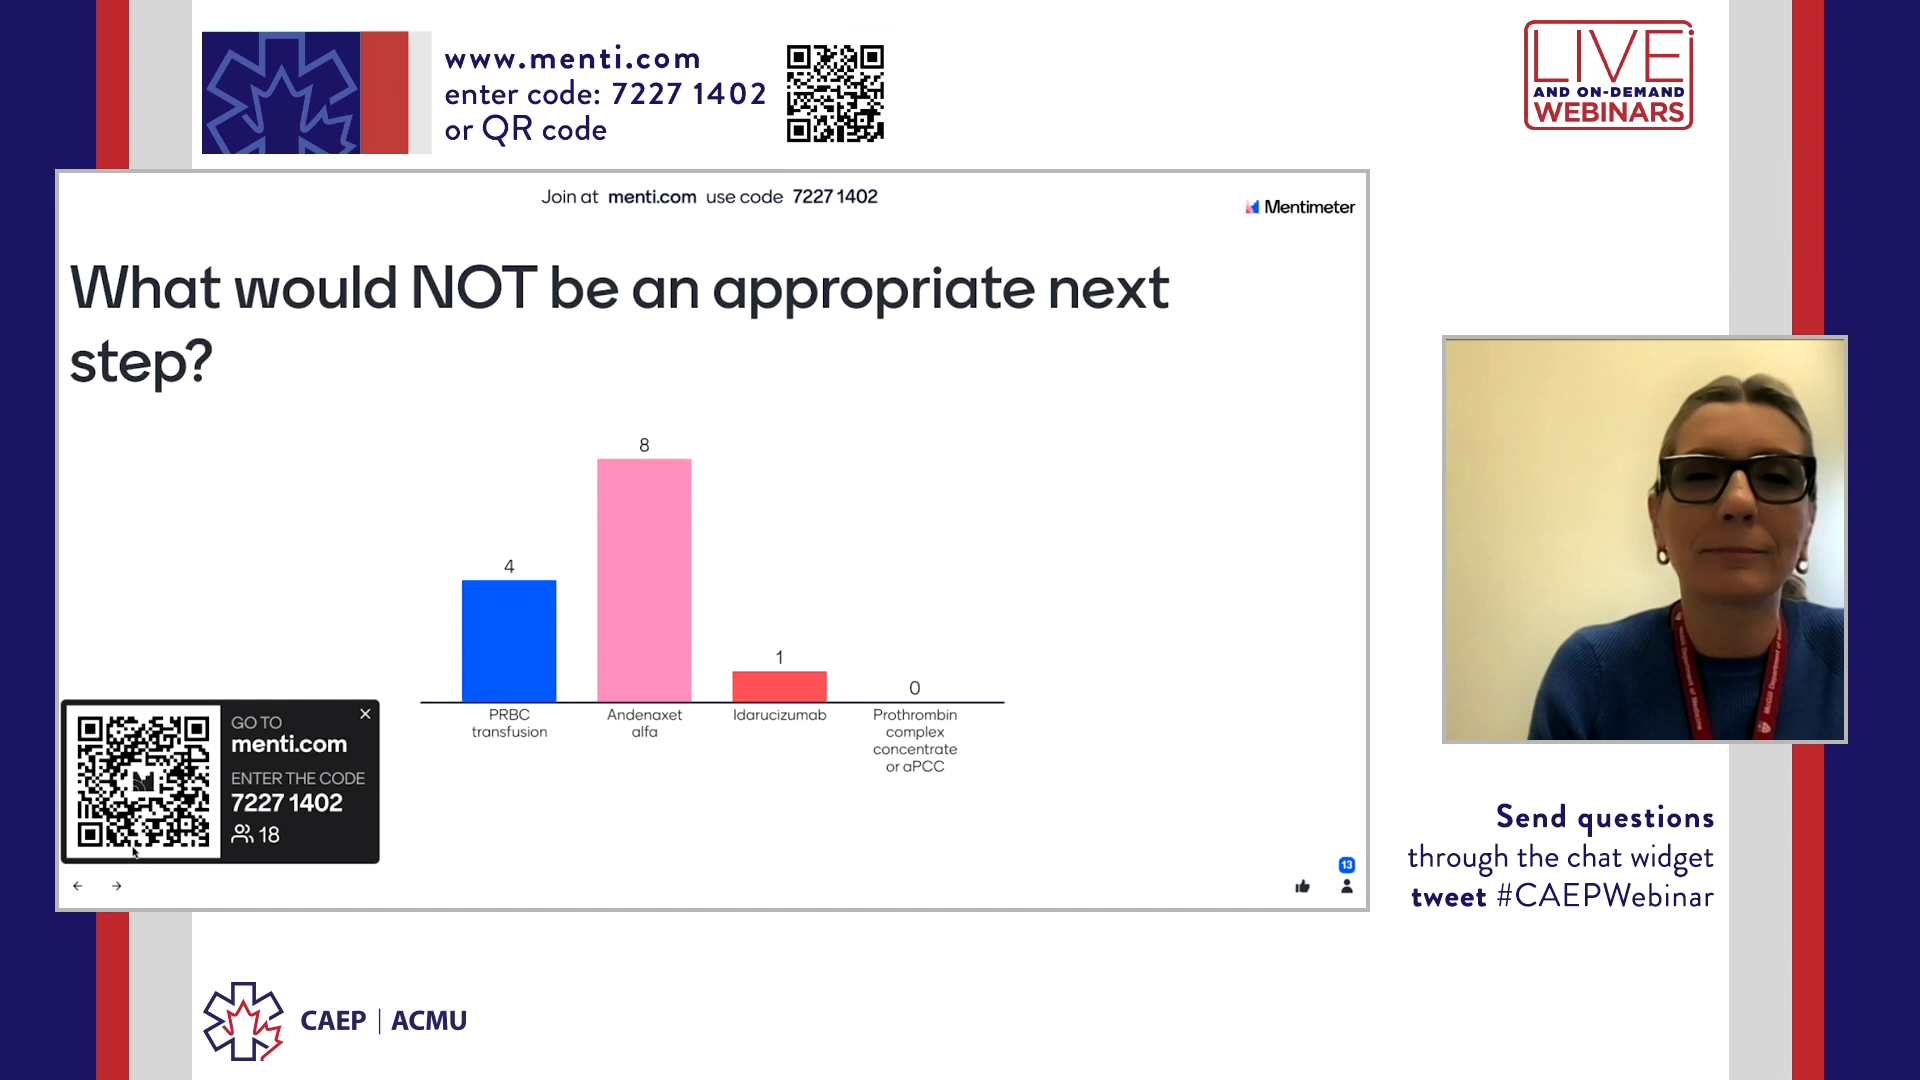 www.menti.com
enter code: 7227 1402
or QR code
LIVE
AND ON-DEMAND
WEBINARS
Join at menti.com use code 7227 1402
Mentimeter
What would NOT be an appropriate next
step?
8
4
1
0
PRBC
transfusion
Andenaxet
alfa
Idarucizumab
Prothrombin
complex
concentrate
or aPCC
GO TO
menti.com
ENTER THE CODE
7227 1402
18
13
Send questions
through the chat widget
tweet #CAEPWebinar
CAEP | ACMU